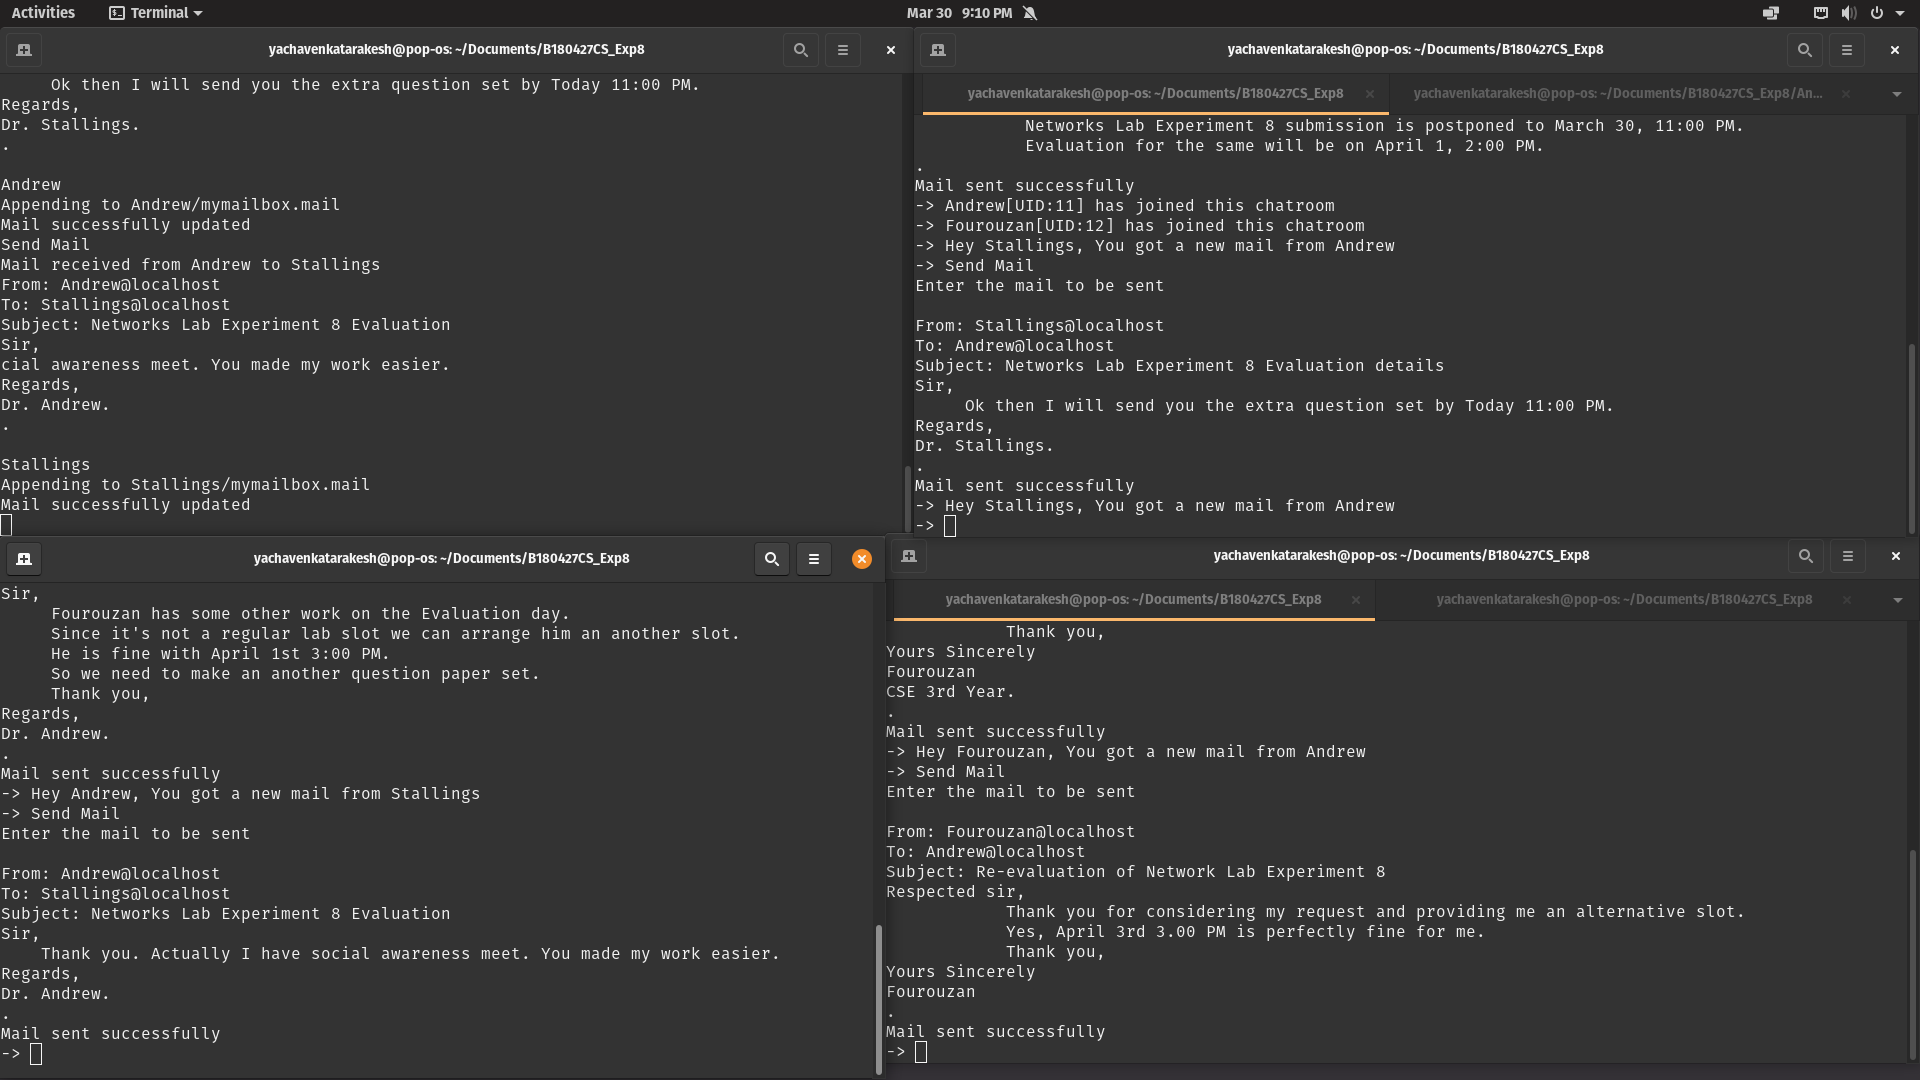 Activities
Terminal
Mar 30 9:10 PM
yachavenkatarakesh@pop-os: ~/Documents/B180427CS_Exp8
Ok then I will send you the extra question set by Today 11:00 PM.
Regards,
Dr. Stallings.
.
Andrew
Appending to Andrew/mymailbox.mail
Mail successfully updated
Send Mail
Mail received from Andrew to Stallings
From: Andrew@localhost
To: Stallings@localhost
Subject: Networks Lab Experiment 8 Evaluation
Sir,
cial awareness meet. You made my work easier.
Regards,
Dr. Andrew.
.
Stallings
Appending to Stallings/mymailbox.mail
Mail successfully updated
yachavenkatarakesh@pop-os: ~/Documents/B180427CS_Exp8
yachavenkatarakesh@pop-os: ~/Documents/B180427CS_Exp8
yachavenkatarakesh@pop-os: ~/Documents/B180427CS_Exp8/An...
Networks Lab Experiment 8 submission is postponed to March 30, 11:00 PM.
Evaluation for the same will be on April 1, 2:00 PM.
.
Mail sent successfully
-> Andrew[UID:11] has joined this chatroom
-> Fourouzan[UID:12] has joined this chatroom
-> Hey Stallings, You got a new mail from Andrew
-> Send Mail
Enter the mail to be sent
From: Stallings@localhost
To: Andrew@localhost
Subject: Networks Lab Experiment 8 Evaluation details
Sir,
Ok then I will send you the extra question set by Today 11:00 PM.
Regards,
Dr. Stallings.
.
Mail sent successfully
-> Hey Stallings, You got a new mail from Andrew
->
yachavenkatarakesh@pop-os: ~/Documents/B180427CS_Exp8
Sir,
Fourouzan has some other work on the Evaluation day.
Since it's not a regular lab slot we can arrange him an another slot.
He is fine with April 1st 3:00 PM.
So we need to make an another question paper set.
Thank you,
Regards,
Dr. Andrew.
.
Mail sent successfully
-> Hey Andrew, You got a new mail from Stallings
-> Send Mail
Enter the mail to be sent
From: Andrew@localhost
To: Stallings@localhost
Subject: Networks Lab Experiment 8 Evaluation
Sir,
Thank you. Actually I have social awareness meet. You made my work easier.
Regards,
Dr. Andrew.
.
Mail sent successfully
->
yachavenkatarakesh@pop-os: ~/Documents/B180427CS_Exp8
yachavenkatarakesh@pop-os: ~/Documents/B180427CS_Exp8
yachavenkatarakesh@pop-os: ~/Documents/B180427CS_Exp8
Thank you,
Yours Sincerely
Fourouzan
CSE 3rd Year.
.
Mail sent successfully
-> Hey Fourouzan, You got a new mail from Andrew
-> Send Mail
Enter the mail to be sent
From: Fourouzan@localhost
To: Andrew@localhost
Subject: Re-evaluation of Network Lab Experiment 8
Respected sir,
Thank you for considering my request and providing me an alternative slot.
Yes, April 3rd 3.00 PM is perfectly fine for me.
Thank you,
Yours Sincerely
Fourouzan
.
Mail sent successfully
->